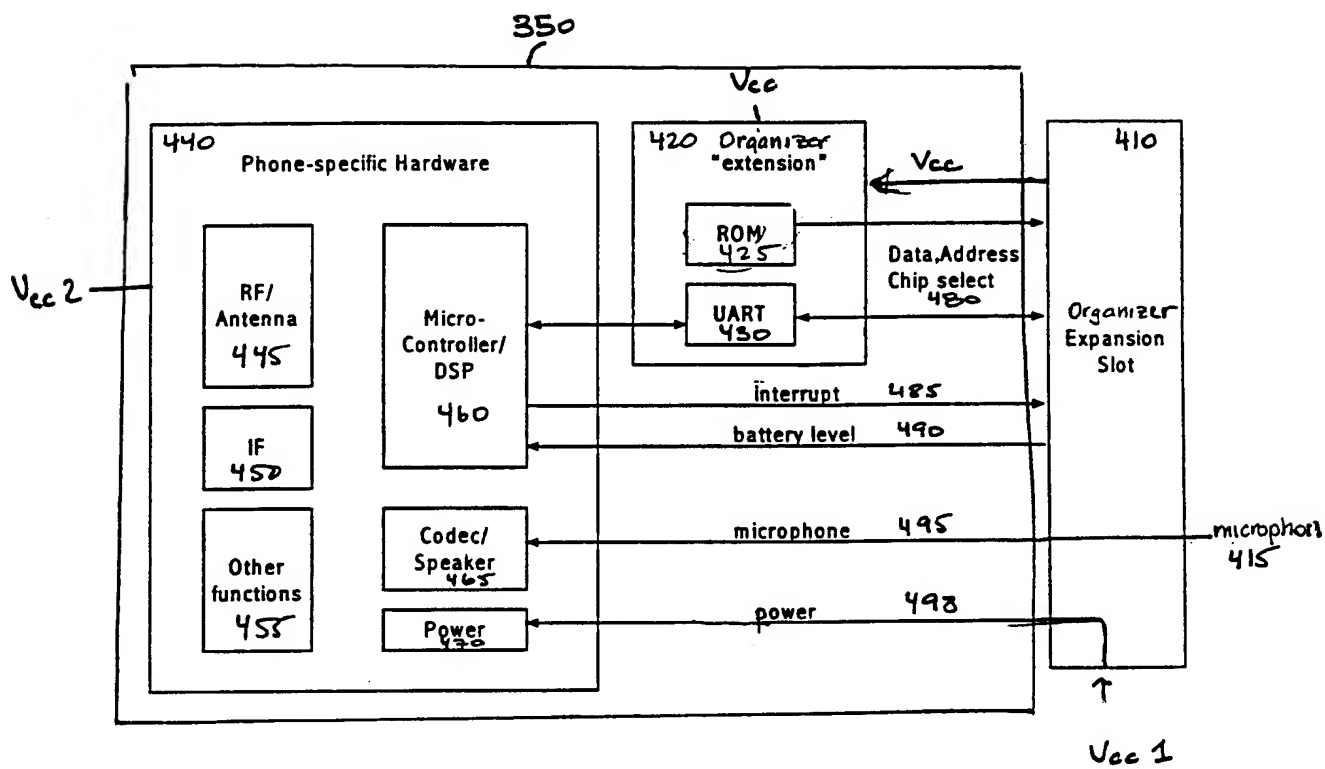 350
Vcc
440
Phone-specific Hardware
420 Organizer
"extension"
410
Vcc
ROM
425
Data,Address
Chip select
480
Vcc 2
RF/
Antenna
445
Micro-
Controller/
DSP
460
UART
430
Organizer
Expansion
Slot
interrupt 485
battery level 490
IF
450
Codec/
Speaker
465
microphone 495
microphone
415
Other
functions
455
Power
470
power 498
Vcc 1